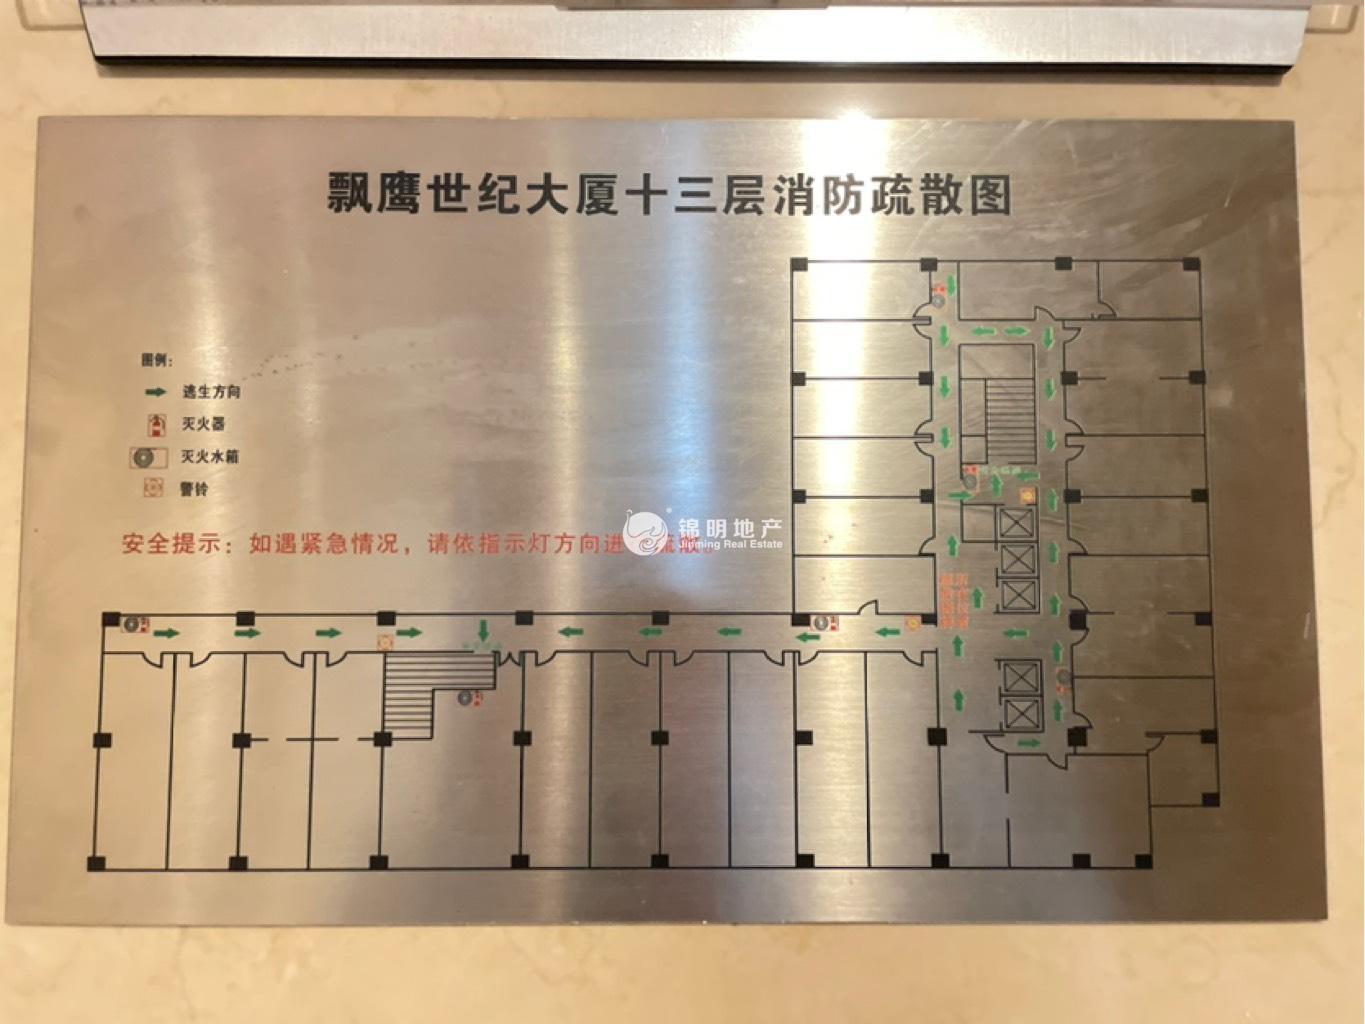 飘鹰世纪大厦十三层消防疏散图
图例:
逃生方向
灭火器
灭火水箱
警铃
安全提示：如遇紧急情况，请依指示灯方向进 疏散。
锦明地产
Jinming Real Estate